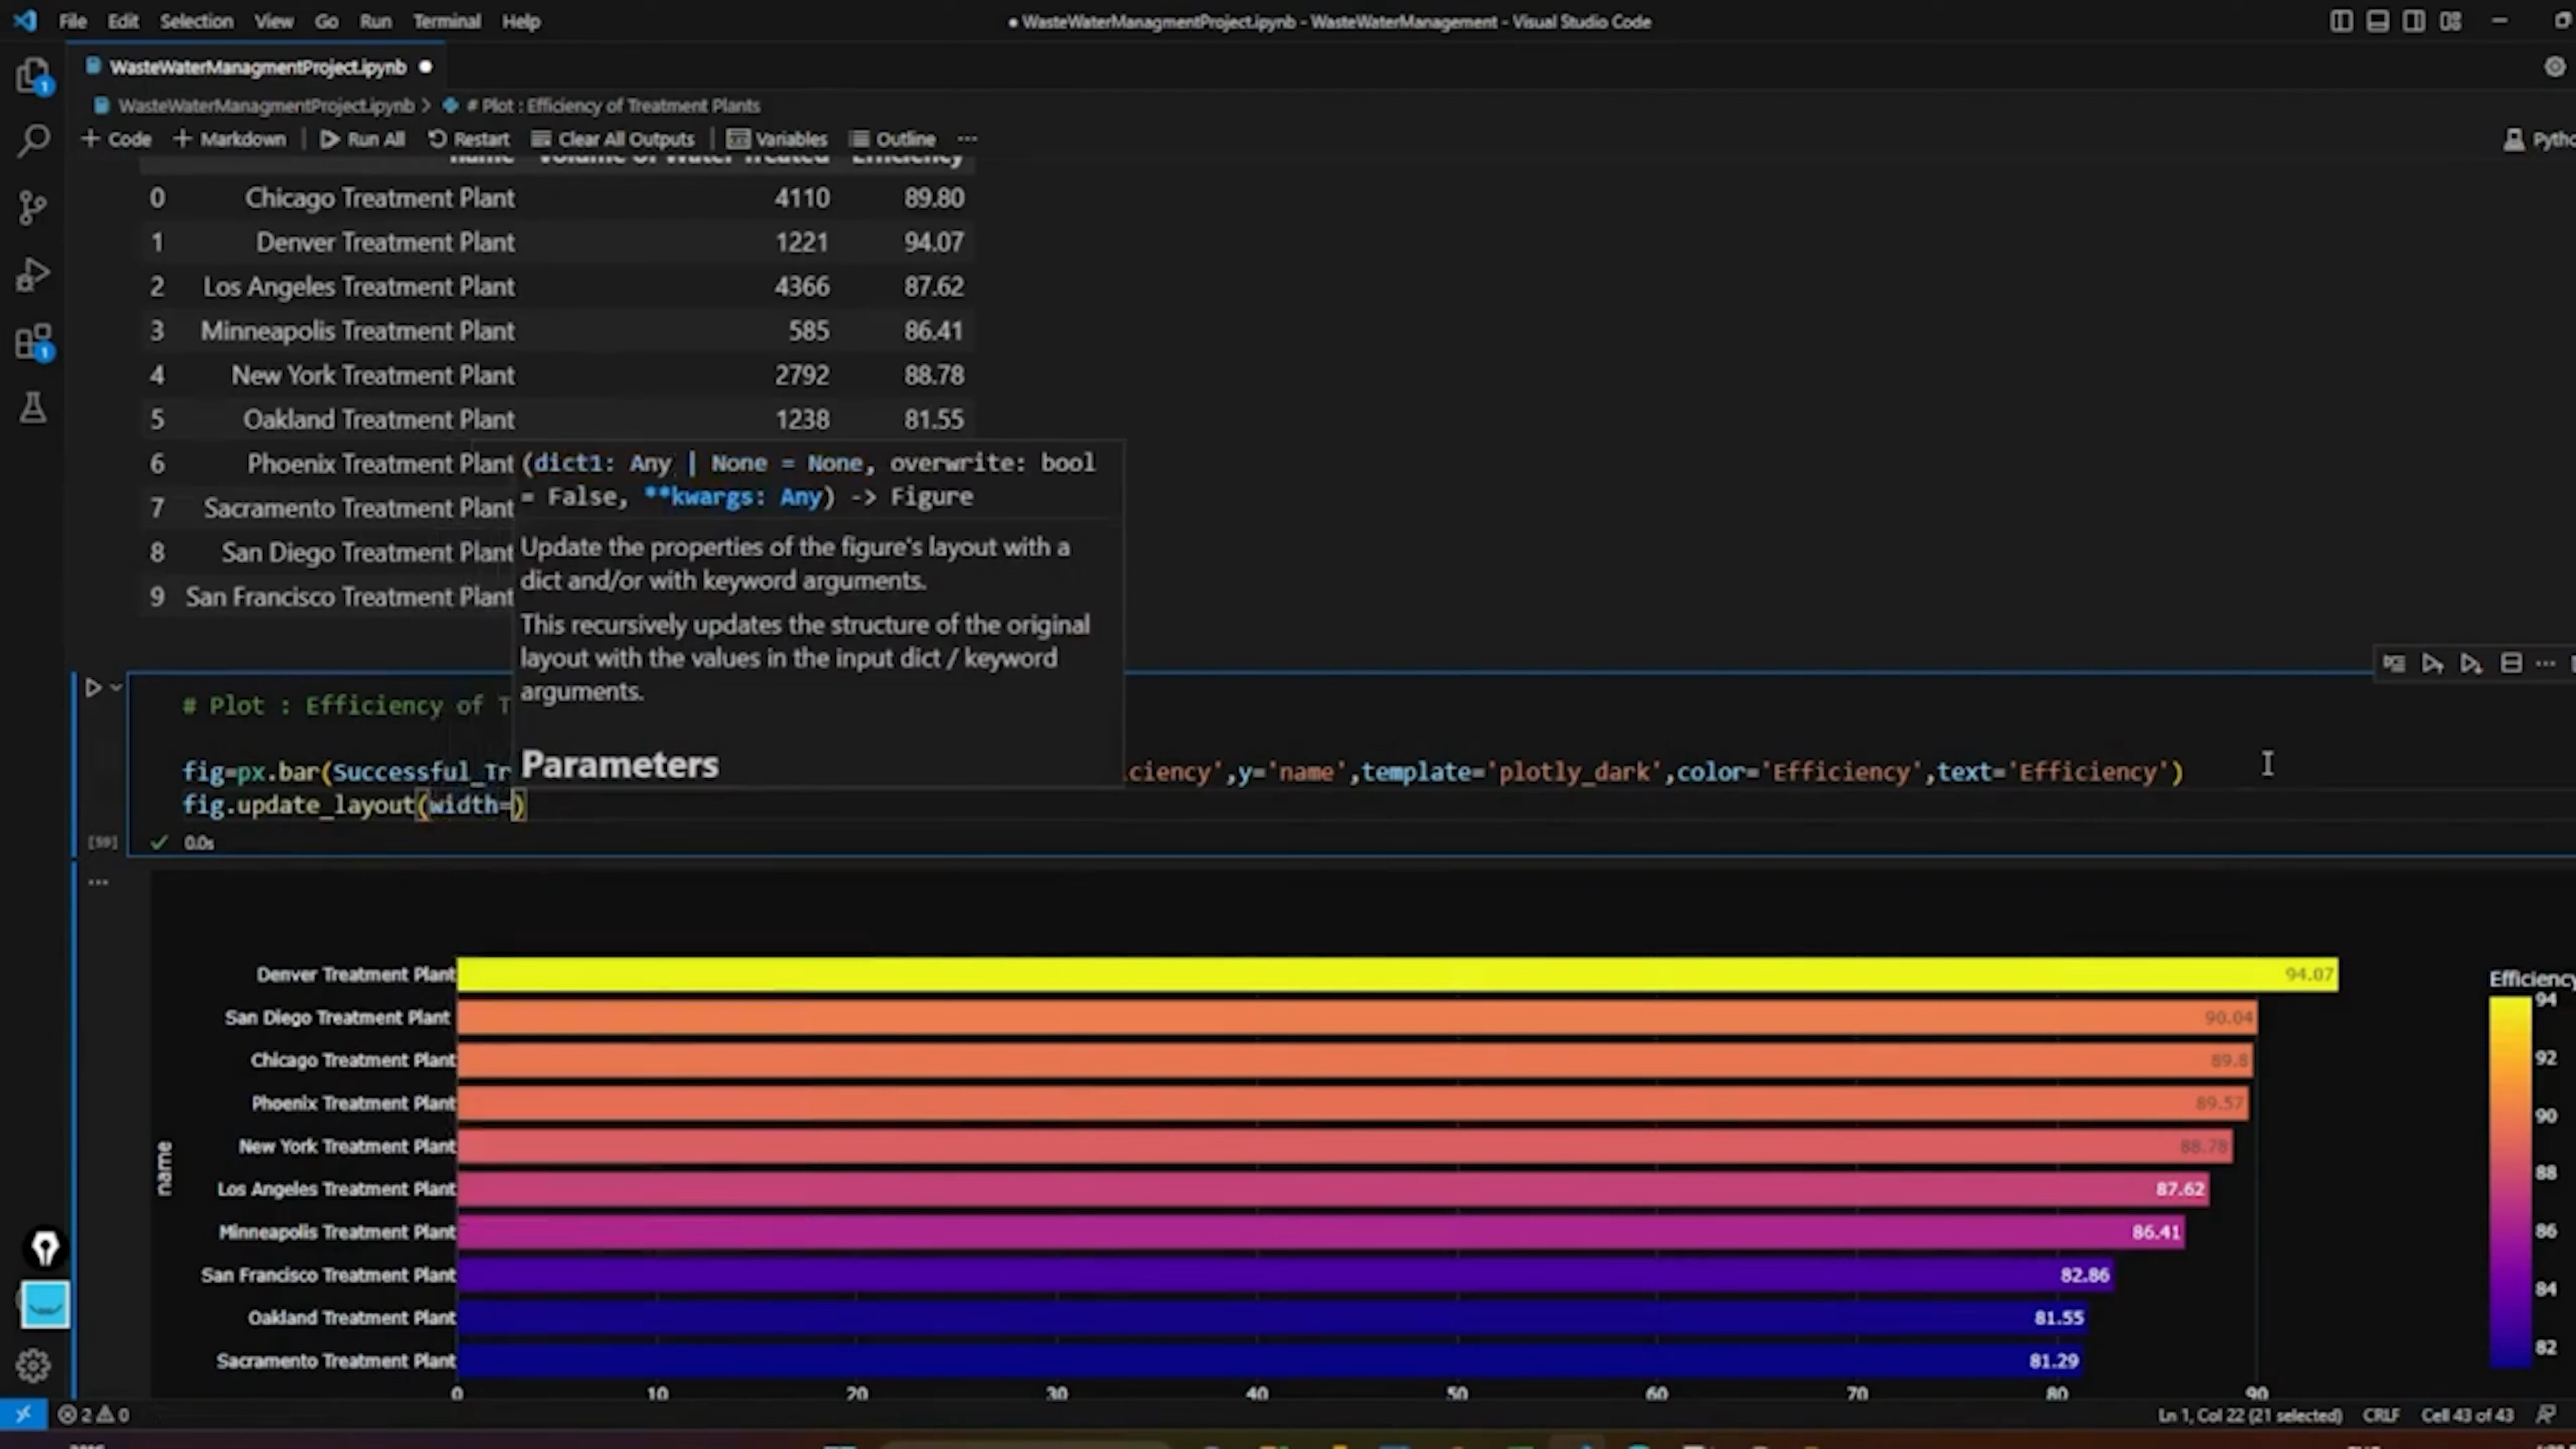 File Edit Selection View Go Run Terminal Help
● WasteWaterManagmentProject.ipynb - WasteWaterManagement - Visual Studio Code
WasteWaterManagmentProject.ipynb ●
WasteWaterManagmentProject.ipynb > # Plot : Efficiency of Treatment Plants
+ Code + Markdown | Run All Restart Clear All Outputs | Variables Outline ...
name Volume of Water Treated Efficiency
0 Chicago Treatment Plant 4110 89.80
1 Denver Treatment Plant 1221 94.07
2 Los Angeles Treatment Plant 4366 87.62
3 Minneapolis Treatment Plant 585 86.41
4 New York Treatment Plant 2792 88.78
5 Oakland Treatment Plant 1238 81.55
6 Phoenix Treatment Plant
7 Sacramento Treatment Plant
8 San Diego Treatment Plant
9 San Francisco Treatment Plant
(dict1: Any | None = None, overwrite: bool
= False, **kwargs: Any) -> Figure
Update the properties of the figure's layout with a
dict and/or with keyword arguments.
This recursively updates the structure of the original
layout with the values in the input dict / keyword
arguments.
Parameters
# Plot : Efficiency of T
fig=px.bar(Successful_Tr ciency',y='name',template='plotly_dark',color='Efficiency',text='Efficiency')
fig.update_layout(width=)
[59] 0.0s
Efficiency
Denver Treatment Plant 94.07
San Diego Treatment Plant 90.04
Chicago Treatment Plant 89.8
Phoenix Treatment Plant 89.57
New York Treatment Plant 88.78
Los Angeles Treatment Plant 87.62
Minneapolis Treatment Plant 86.41
San Francisco Treatment Plant 82.86
Oakland Treatment Plant 81.55
Sacramento Treatment Plant 81.29
name
0 10 20 30 40 50 60 70 80 90
94
92
90
88
86
84
82
2 0
Ln 1, Col 22 (21 selected) CRLF Cell 43 of 43